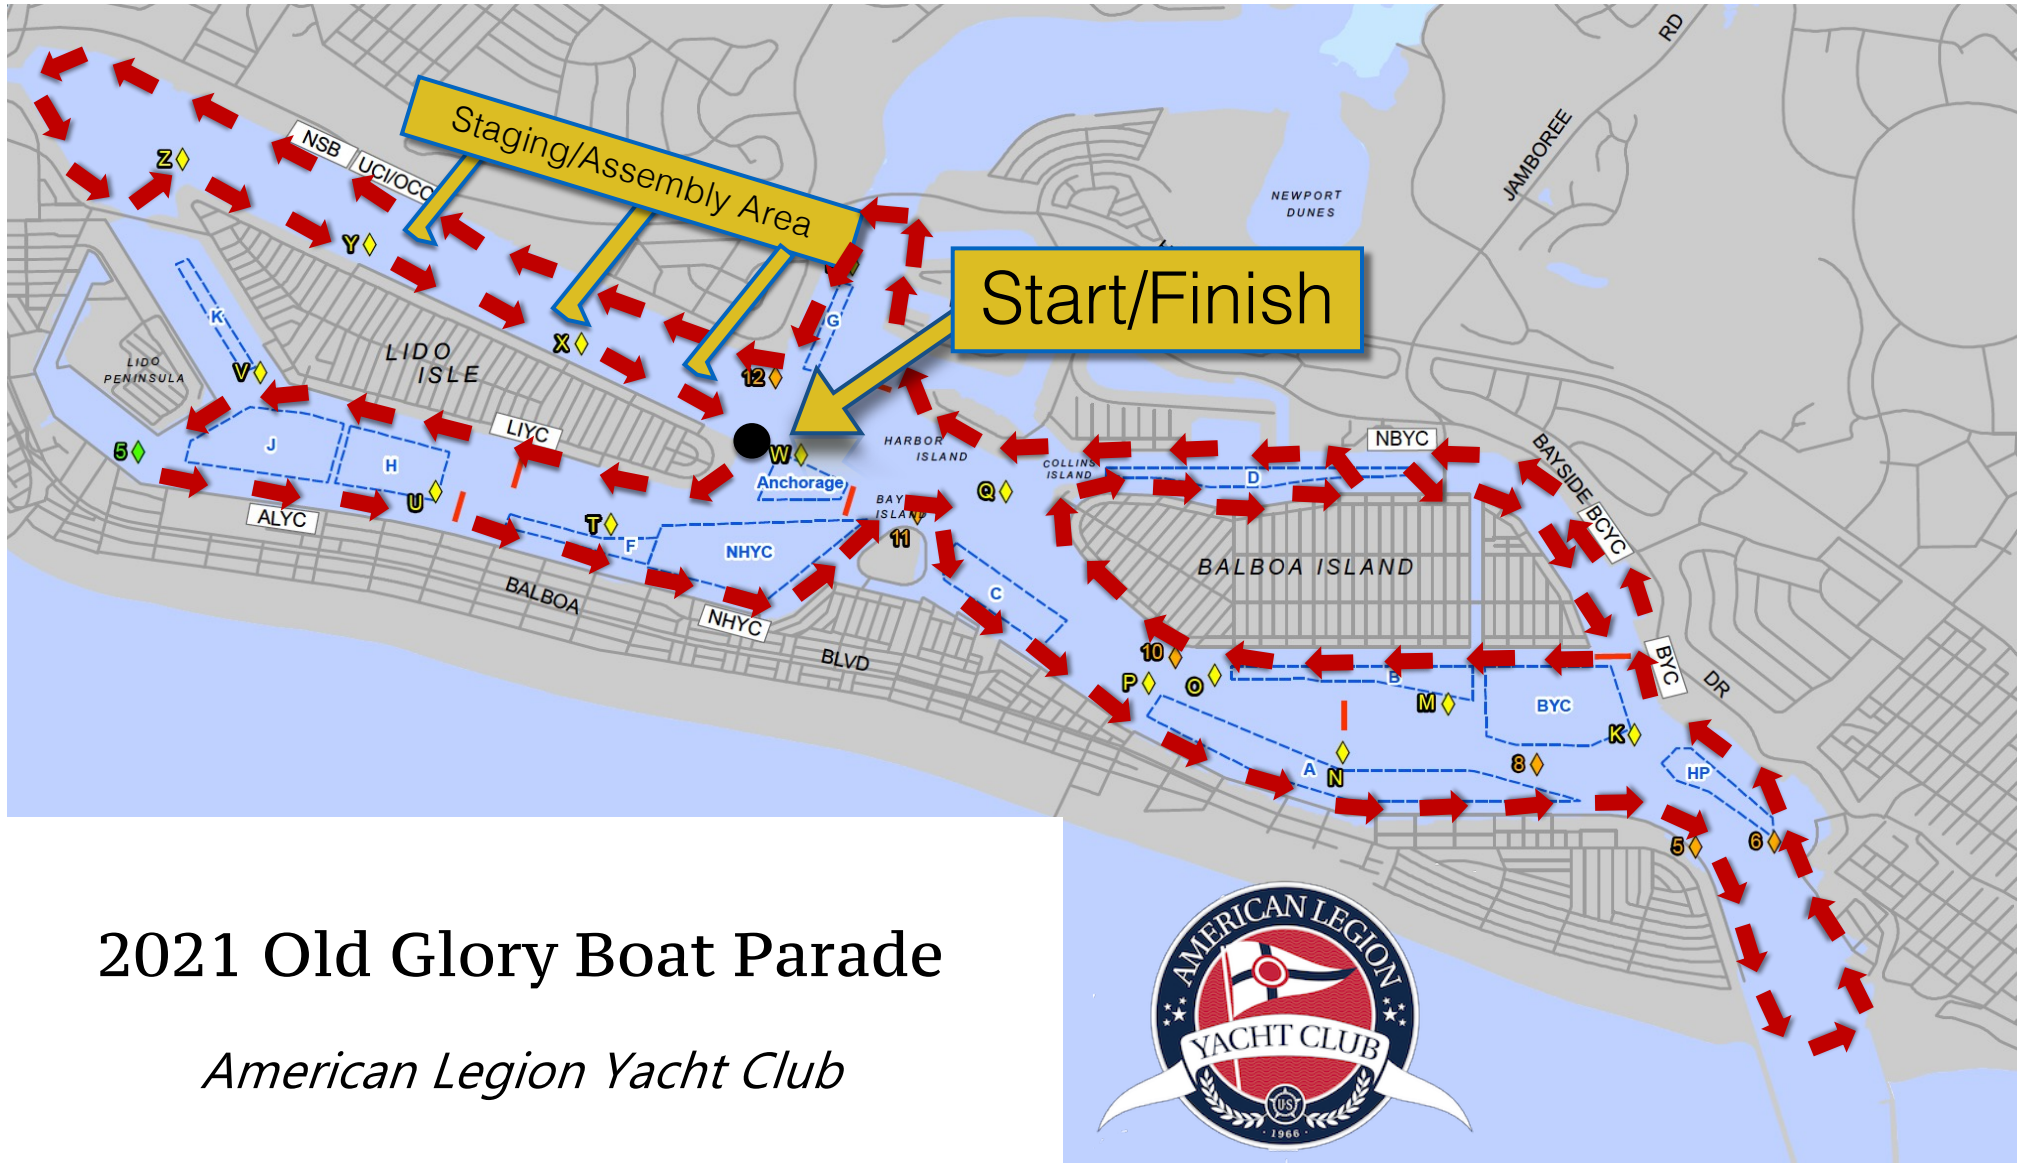 RD
JAMBOREE
NEWPORT
DUNES
Staging/Assembly Area
NSB
UCI/OCC
Z
Y
X
12
G
Start/Finish
K
V
LIDO
PENINSULA
LIDO
ISLE
LIYC
W
Anchorage
HARBOR
ISLAND
COLLINS
ISLAND
BAY
ISLAND
11
Q
NBYC
D
BAYSIDE
BCYC
BYC
DR
5
J
H
U
ALYC
T
F
NHYC
BALBOA
NHYC
BLVD
C
BALBOA ISLAND
10
P
O
B
M
BYC
K
A
N
8
HP
5
6
2021 Old Glory Boat Parade
American Legion Yacht Club
AMERICAN LEGION
YACHT CLUB
US
· 1966 ·